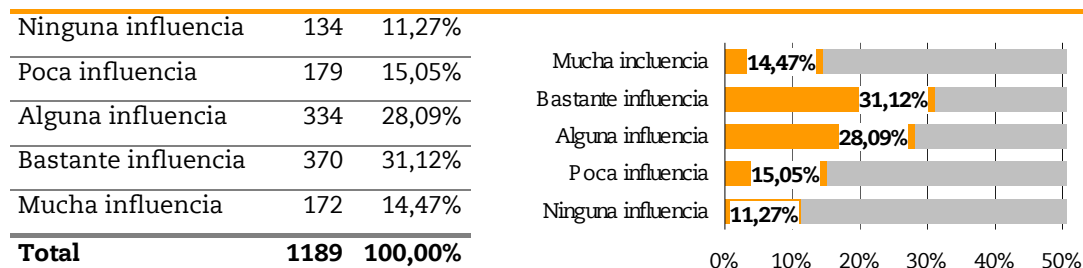 Ninguna influencia 134 11,27%
Poca influencia 179 15,05%
Alguna influencia 334 28,09%
Bastante influencia 370 31,12%
Mucha influencia 172 14,47%
Total 1189 100,00%
Mucha incluencia 14,47%
Bastante influencia 31,12%
Alguna influencia 28,09%
Poca influencia 15,05%
Ninguna influencia 11,27%
0% 10% 20% 30% 40% 50%